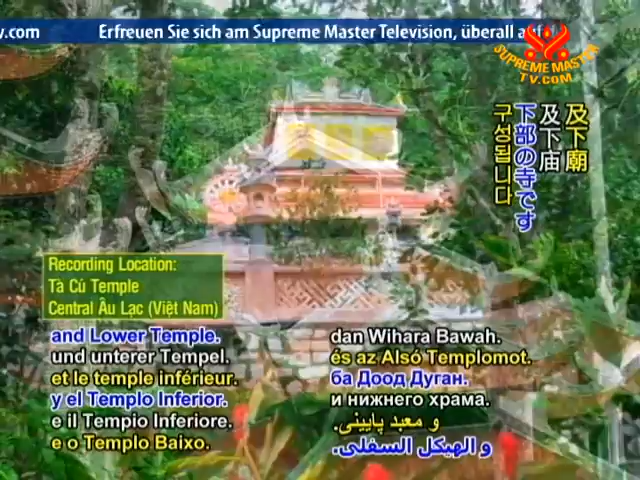 v.com
Erfreuen Sie sich am Supreme Master Television, überall auf
SUPREME MASTER
TV.COM
及下廟
及下庙
下部の寺です
구성됩니다
Recording Location:
Tà Cú Temple
Central Âu Lạc (Việt Nam)
and Lower Temple.
und unterer Tempel.
et le temple inférieur.
y el Templo Inferior.
e il Tempio Inferiore.
e o Templo Baixo.
dan Wihara Bawah.
és az Alsó Templomot.
ба Доод Дуган.
и нижнего храма.
و معبد پایینی.
و الهيكل السفلي.